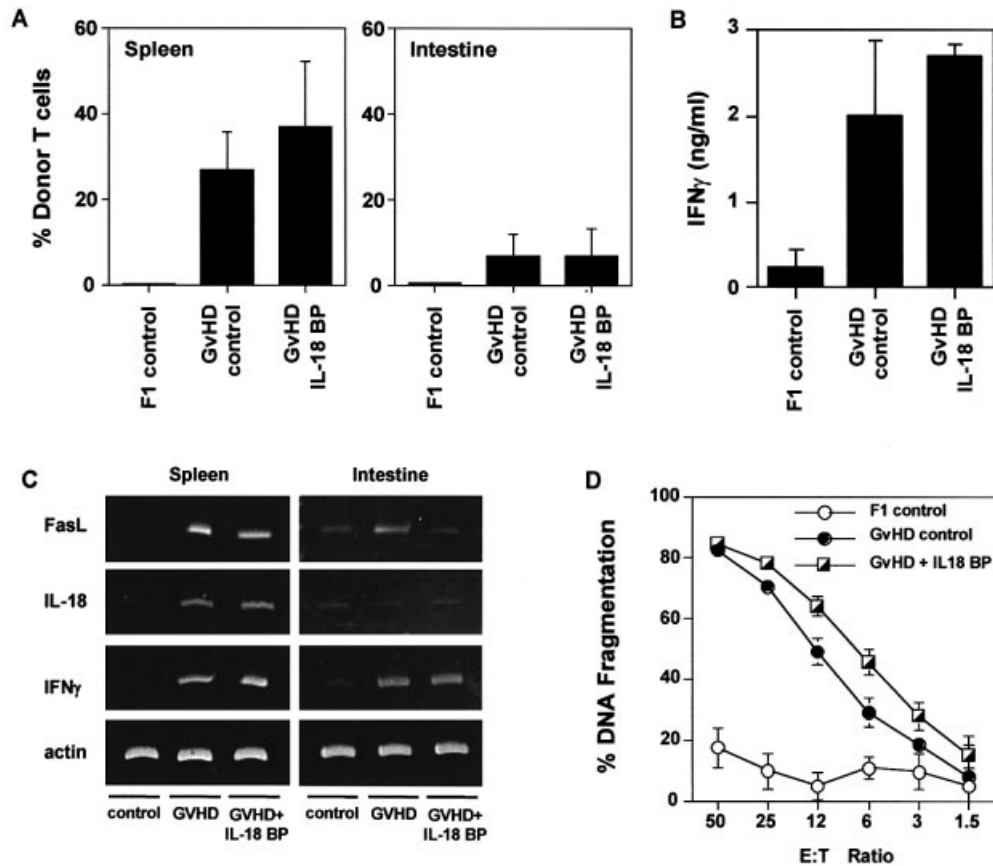 A
60
40
20
0
% Donor T cells
Spleen
F1 control
GvHD
control
GvHD
IL-18 BP
60
40
20
0
Intestine
F1 control
GvHD
control
GvHD
IL-18 BP
B
3
2
1
0
IFNγ (ng/ml)
F1 control
GvHD
control
GvHD
IL-18 BP
C
Spleen
Intestine
FasL
IL-18
IFNγ
actin
control
GVHD
GVHD+
IL-18 BP
control
GVHD
GVHD+
IL-18 BP
D
100
80
60
40
20
0
% DNA Fragmentation
F1 control
GvHD control
GvHD + IL18 BP
50
25
12
6
3
1.5
E:T Ratio